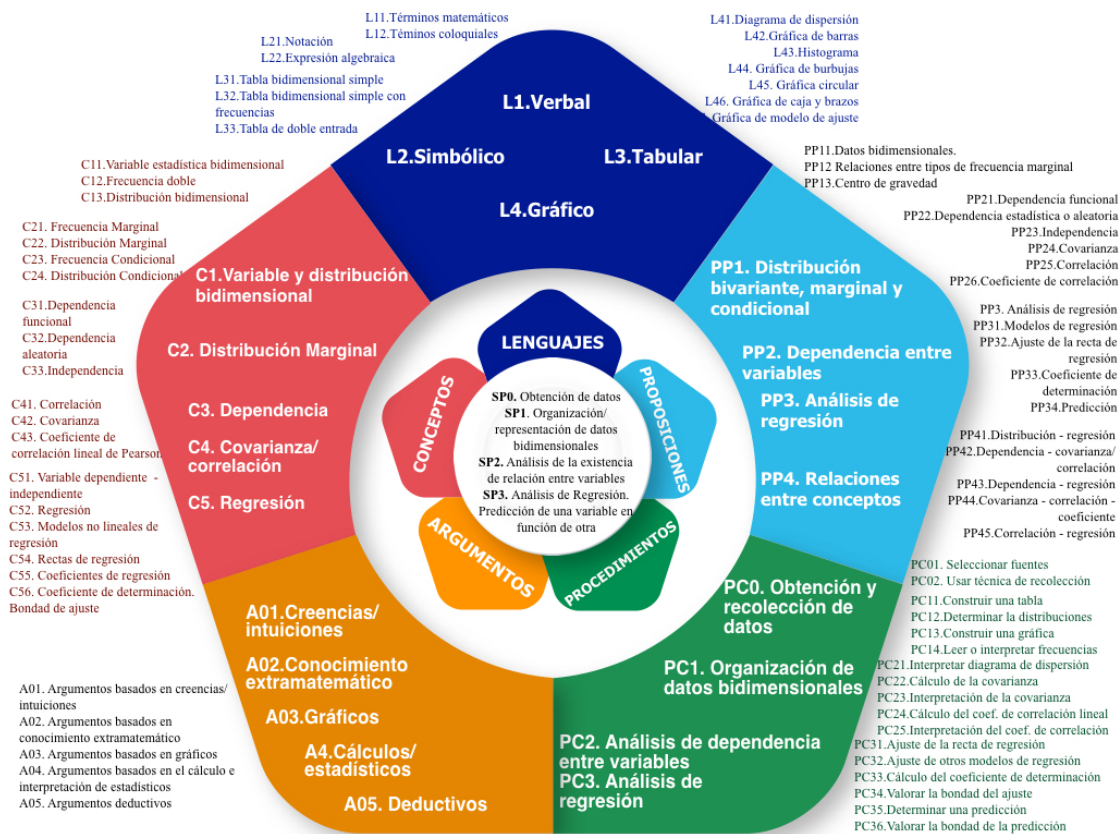 L11.Términos matemáticos
L12.Téminos coloquiales
L21.Notación
L22.Expresión algebraica
L31.Tabla bidimensional simple
L32.Tabla bidimensional simple con
frecuencias
L33.Tabla de doble entrada
L41.Diagrama de dispersión
L42.Gráfica de barras
L43.Histograma
L44. Gráfica de burbujas
L45. Gráfica circular
L46. Gráfica de caja y brazos
Gráfica de modelo de ajuste
L1.Verbal
L2.Simbólico
L3.Tabular
L4.Gráfico
C11.Variable estadística bidimensional
C12.Frecuencia doble
C13.Distribución bidimensional
C21. Frecuencia Marginal
C22. Distribución Marginal
C23. Frecuencia Condicional
C24. Distribución Condicional
C31.Dependencia
funcional
C32.Dependencia
aleatoria
C33.Independencia
C41. Correlación
C42. Covarianza
C43. Coeficiente de
correlación lineal de Pearson
C51. Variable dependiente -
independiente
C52. Regresión
C53. Modelos no lineales de
regresión
C54. Rectas de regresión
C55. Coeficientes de regresión
C56. Coeficiente de determinación.
Bondad de ajuste
C1.Variable y distribución
bidimensional
C2. Distribución Marginal
C3. Dependencia
C4. Covarianza/
correlación
C5. Regresión
PP11.Datos bidimensionales.
PP12 Relaciones entre tipos de frecuencia marginal
PP13.Centro de gravedad
PP21.Dependencia funcional
PP22.Dependencia estadística o aleatoria
PP23.Independencia
PP24.Covarianza
PP25.Correlación
PP26.Coeficiente de correlación
PP3. Análisis de regresión
PP31.Modelos de regresión
PP32.Ajuste de la recta de
regresión
PP33.Coeficiente de
determinación
PP34.Predicción
PP41.Distribución - regresión
PP42.Dependencia - covarianza/
correlación
PP43.Dependencia - regresión
PP44.Covarianza - correlación -
coeficiente
PP45.Correlación - regresión
PP1. Distribución
bivariante, marginal y
condicional
PP2. Dependencia entre
variables
PP3. Análisis de
regresión
PP4. Relaciones
entre conceptos
LENGUAJES
CONCEPTOS
PROPOSICIONES
ARGUMENTOS
PROCEDIMIENTOS
SP0. Obtención de datos
SP1. Organización/
representación de datos
bidimensionales
SP2. Análisis de la existencia
de relación entre variables
SP3. Análisis de Regresión.
Predicción de una variable en
función de otra
A01.Creencias/
intuiciones
A02.Conocimiento
extramatemático
A03.Gráficos
A4.Cálculos/
estadísticos
A05. Deductivos
A01. Argumentos basados en creencias/
intuiciones
A02. Argumentos basados en
conocimiento extramatemático
A03. Argumentos basados en gráficos
A04. Argumentos basados en el cálculo e
interpretación de estadísticos
A05. Argumentos deductivos
PC0. Obtención y
recolección de
datos
PC1. Organización de
datos bidimensionales
PC2. Análisis de dependencia
entre variables
PC3. Análisis de
regresión
PC01. Seleccionar fuentes
PC02. Usar técnica de recolección
PC11.Construir una tabla
PC12.Determinar la distribuciones
PC13.Construir una gráfica
PC14.Leer o interpretar frecuencias
PC21.Interpretar diagrama de dispersión
PC22.Cálculo de la covarianza
PC23.Interpretación de la covarianza
PC24.Cálculo del coef. de correlación lineal
PC25.Interpretación del coef. de correlación
PC31.Ajuste de la recta de regresión
PC32.Ajuste de otros modelos de regresión
PC33.Cálculo del coeficiente de determinación
PC34.Valorar la bondad del ajuste
PC35.Determinar una predicción
PC36.Valorar la bondad de la predicción